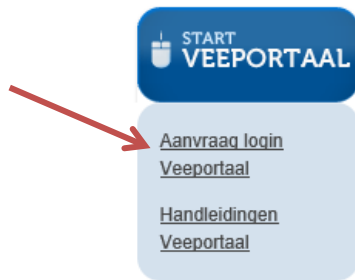 START
VEEPORTAAL
Aanvraag login
Veeportaal
Handleidingen
Veeportaal